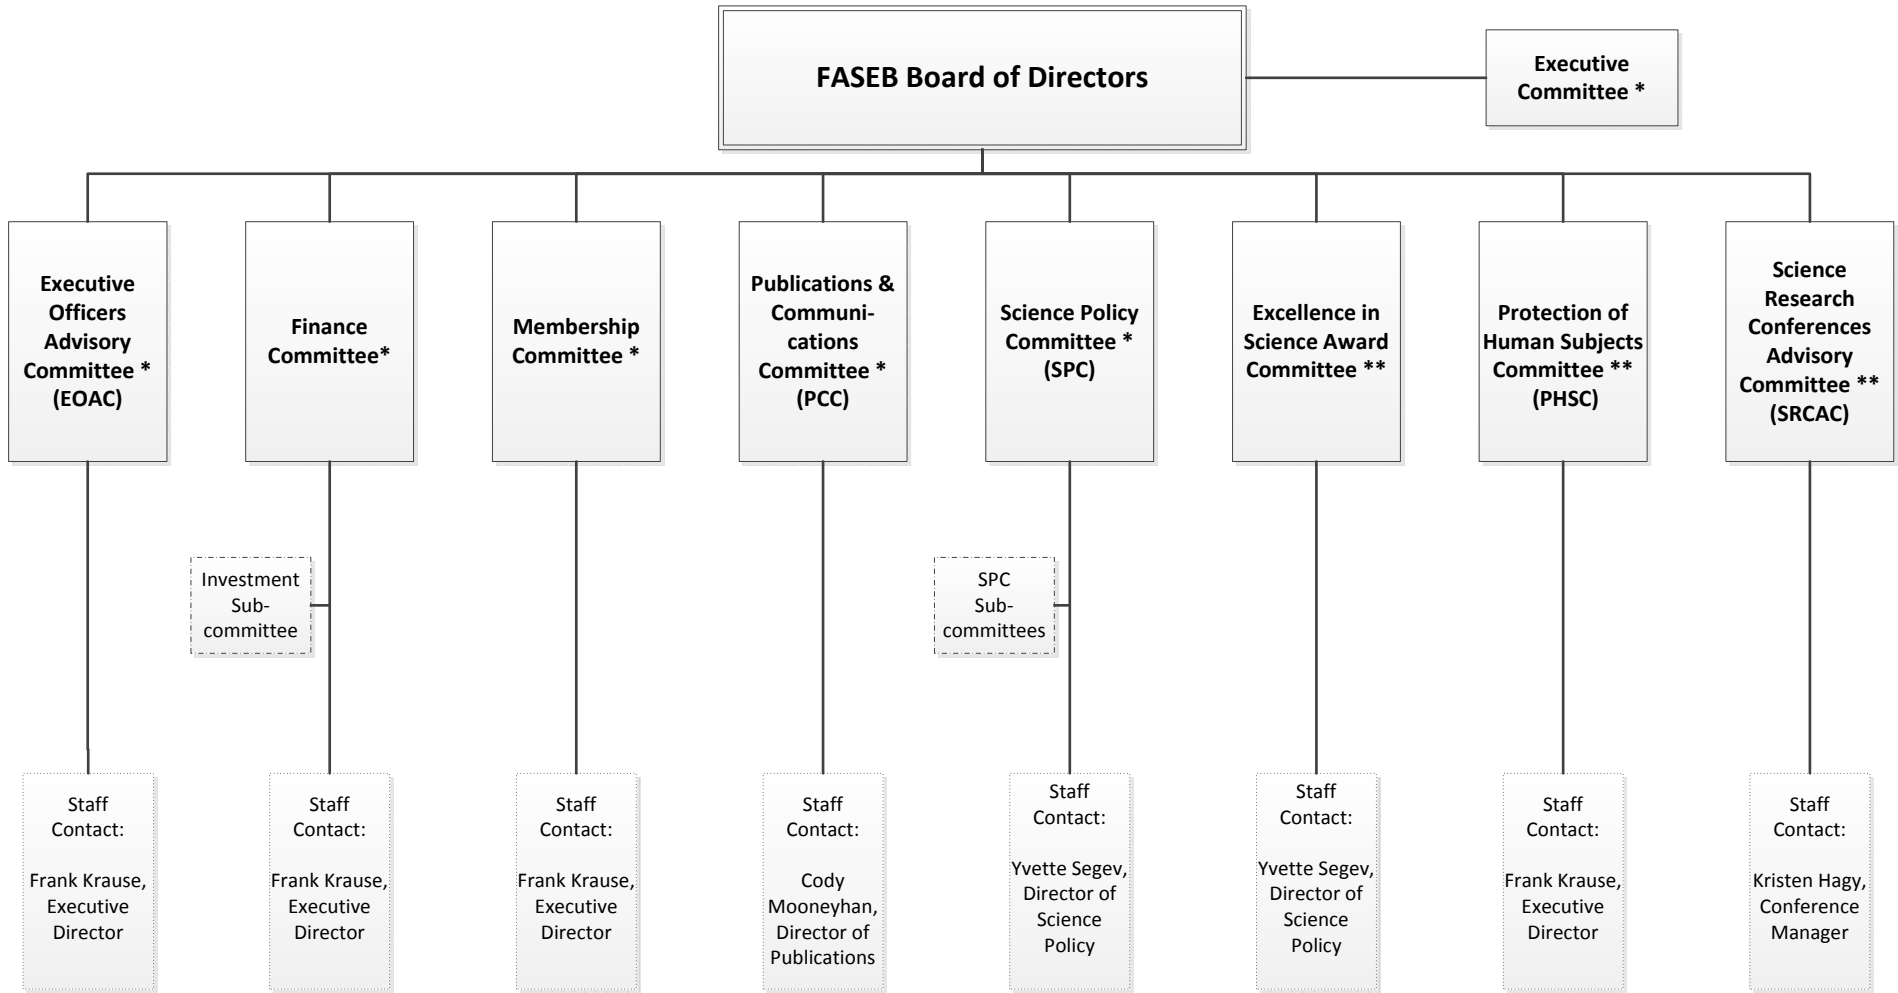 FASEB Board of Directors
Executive
Committee *
Executive
Officers
Advisory
Committee *
(EOAC)
Finance
Committee*
Membership
Committee *
Publications &
Communi-
cations
Committee *
(PCC)
Science Policy
Committee *
(SPC)
Excellence in
Science Award
Committee **
Protection of
Human Subjects
Committee **
(PHSC)
Science
Research
Conferences
Advisory
Committee **
(SRCAC)
Investment
Sub-
committee
SPC
Sub-
committees
Staff
Contact:
Frank Krause,
Executive
Director
Staff
Contact:
Frank Krause,
Executive
Director
Staff
Contact:
Frank Krause,
Executive
Director
Staff
Contact:
Cody
Mooneyhan,
Director of
Publications
Staff
Contact:
Yvette Segev,
Director of
Science
Policy
Staff
Contact:
Yvette Segev,
Director of
Science
Policy
Staff
Contact:
Frank Krause,
Executive
Director
Staff
Contact:
Kristen Hagy,
Conference
Manager